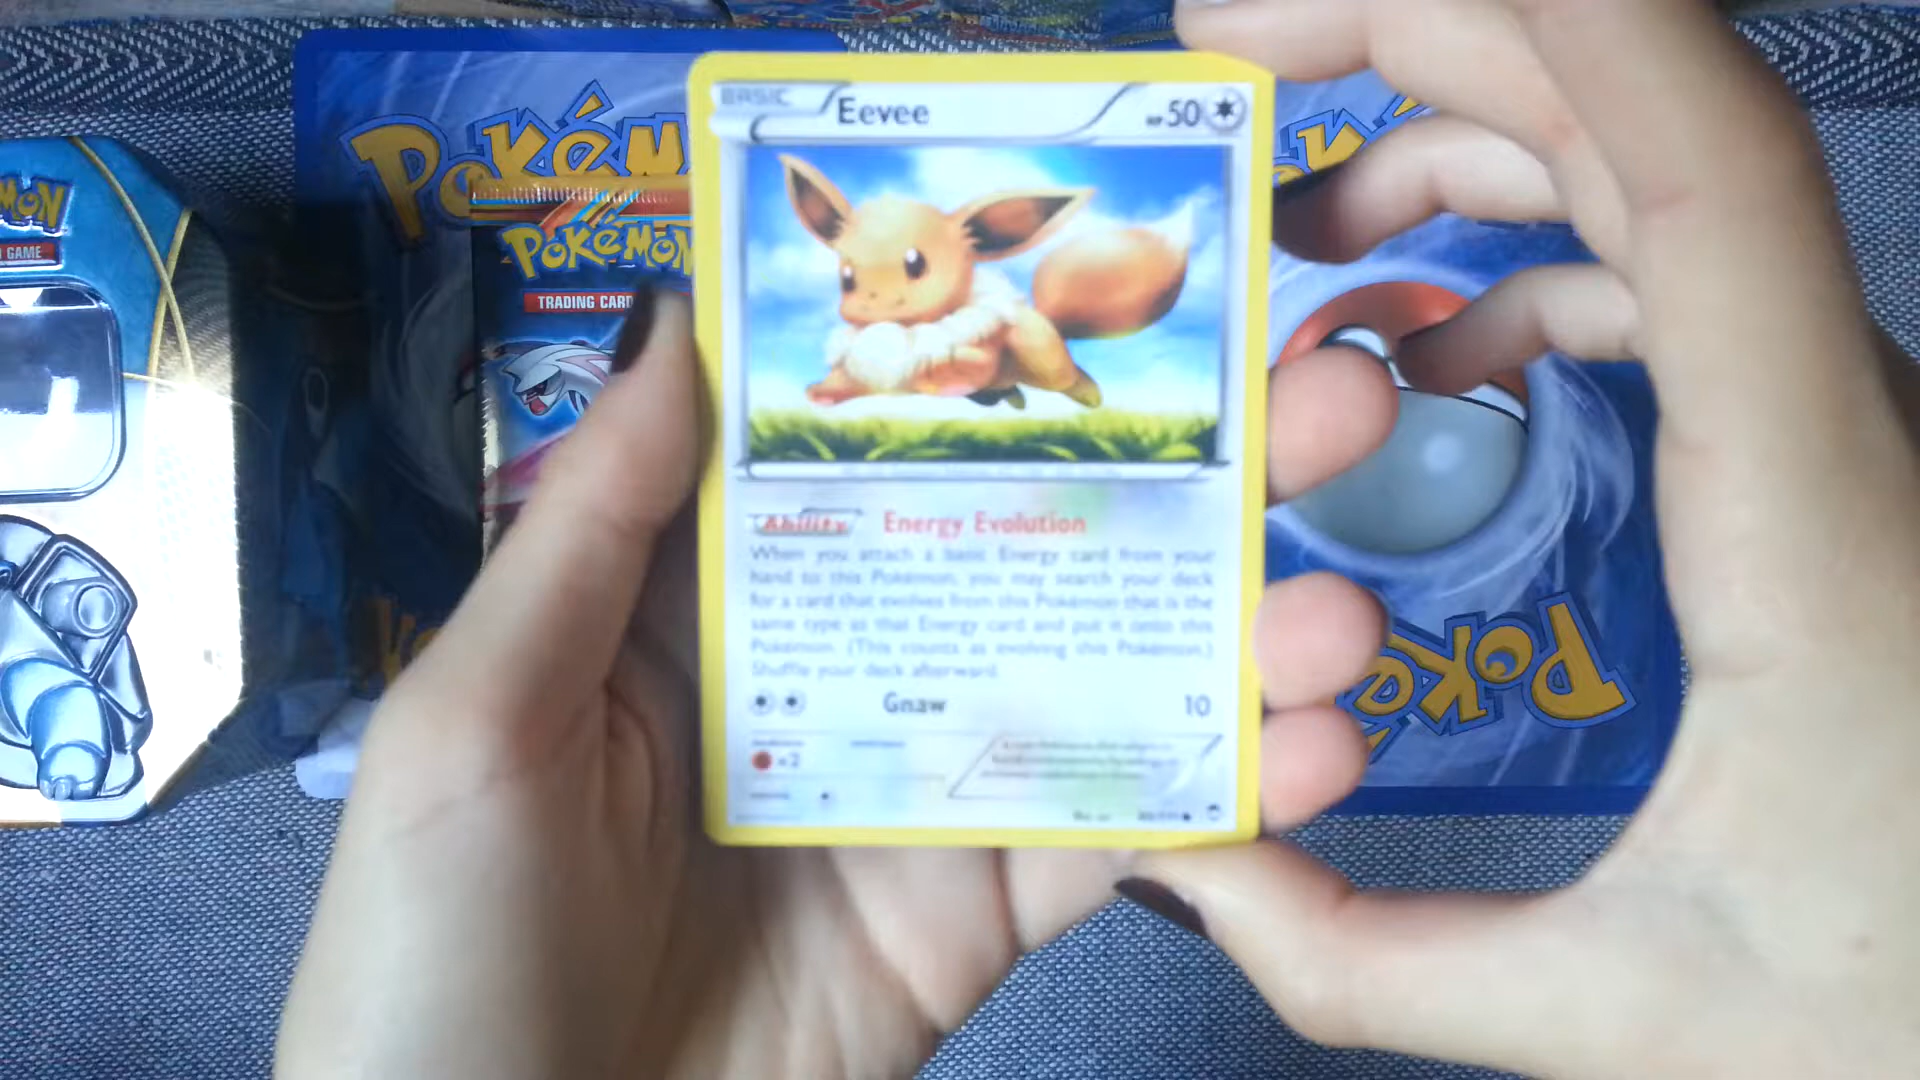 POKéM
BASIC
Eevee
HP50
MON
GAME
POKéMON
TRADING CARD
Ability Energy Evolution
When you attach a basic Energy card from your
hand to this Pokémon, you may search your deck
for a card that evolves from this Pokémon that is the
same type as that Energy card and put it onto this
Pokémon. (This counts as evolving this Pokémon.)
Shuffle your deck afterward.
Gnaw 10
×2
Poké